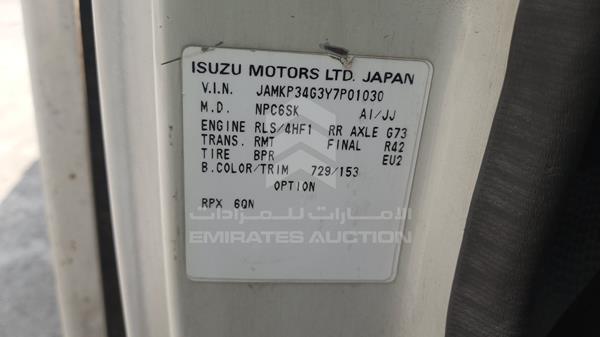 ISUZU MOTORS LTD. JAPAN
V.I.N. JAMKP34G3Y7P01030
M.D. NPC6SK AI/JJ
ENGINE RLS/4HF1 RR AXLE G73
TRANS. RMT FINAL R42
TIRE BPR EU2
B.COLOR/TRIM 729/153
OPTION
RPX 6QN
الامارات للمزادات
EMIRATES AUCTION